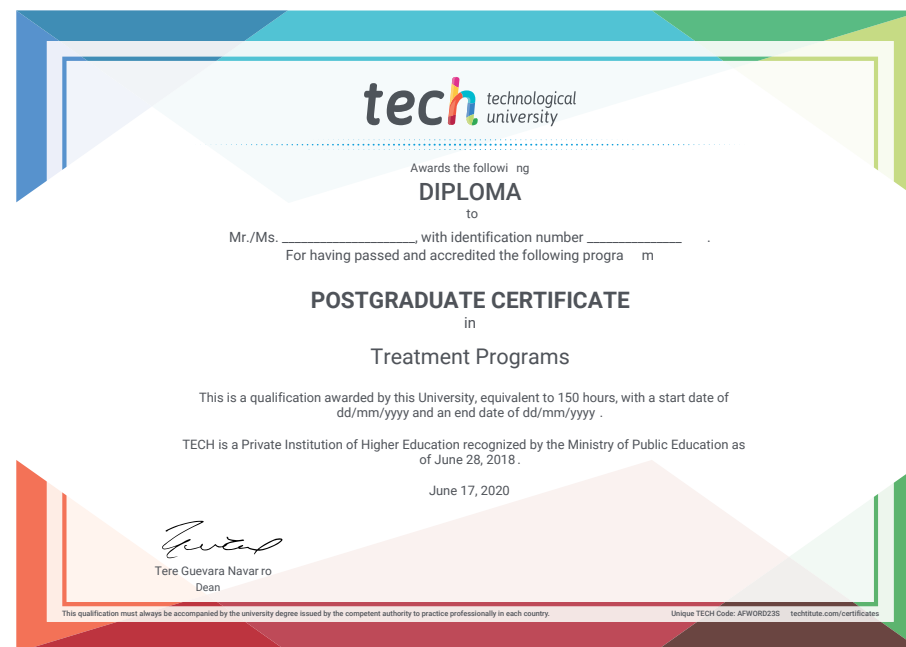 tech technological
university
Awards the followi ng
DIPLOMA
to
Mr./Ms. _____________________, with identification number _______________ .
For having passed and accredited the following progra m
POSTGRADUATE CERTIFICATE
in
Treatment Programs
This is a qualification awarded by this University, equivalent to 150 hours, with a start date of
dd/mm/yyyy and an end date of dd/mm/yyyy .
TECH is a Private Institution of Higher Education recognized by the Ministry of Public Education as
of June 28, 2018 .
June 17, 2020
Tere Guevara Navar ro
Dean
This qualification must always be accompanied by the university degree issued by the competent authority to practice professionally in each country.
Unique TECH Code: AFWORD23S techtitute.com/certificates